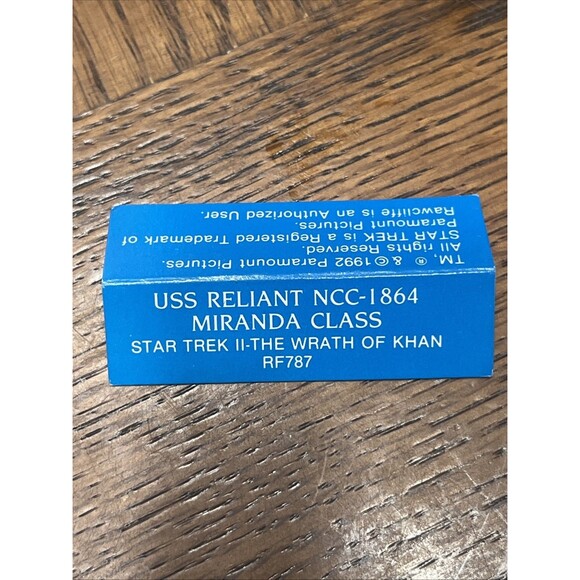 TM, ® & ©1992 Paramount Pictures.
All rights Reserved.
STAR TREK is a Registered Trademark of
Paramount Pictures.
Rawcliffe is an Authorized User.
USS RELIANT NCC-1864
MIRANDA CLASS
STAR TREK II-THE WRATH OF KHAN
RF787